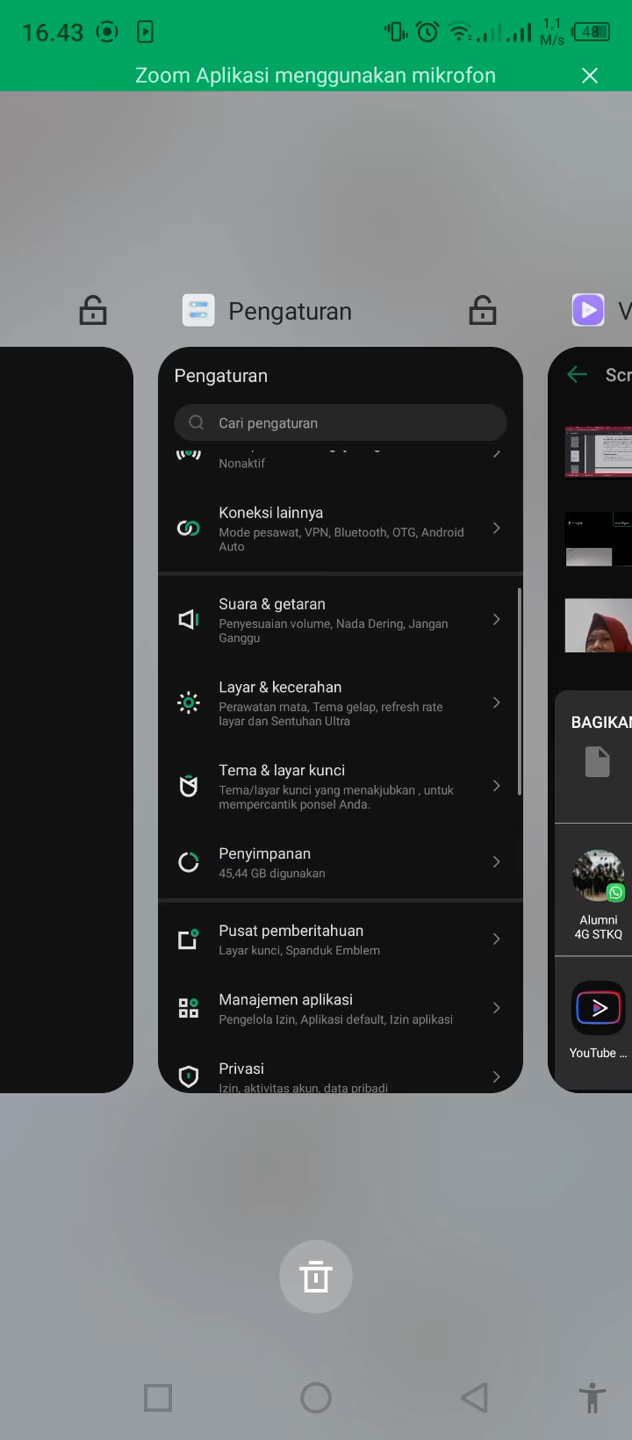 16.43
1,1
M/s
48
Zoom Aplikasi menggunakan mikrofon
Pengaturan
V
Pengaturan
Cari pengaturan
Nonaktif
Koneksi lainnya
Mode pesawat, VPN, Bluetooth, OTG, Android
Auto
Suara & getaran
Penyesuaian volume, Nada Dering, Jangan
Ganggu
Layar & kecerahan
Perawatan mata, Tema gelap, refresh rate
layar dan Sentuhan Ultra
Tema & layar kunci
Tema/layar kunci yang menakjubkan , untuk
mempercantik ponsel Anda.
Penyimpanan
45,44 GB digunakan
Pusat pemberitahuan
Layar kunci, Spanduk Emblem
Manajemen aplikasi
Pengelola Izin, Aplikasi default, Izin aplikasi
Privasi
Izin, aktivitas akun, data pribadi
Scr
BAGIKAN
Alumni
4G STKQ
YouTube ...